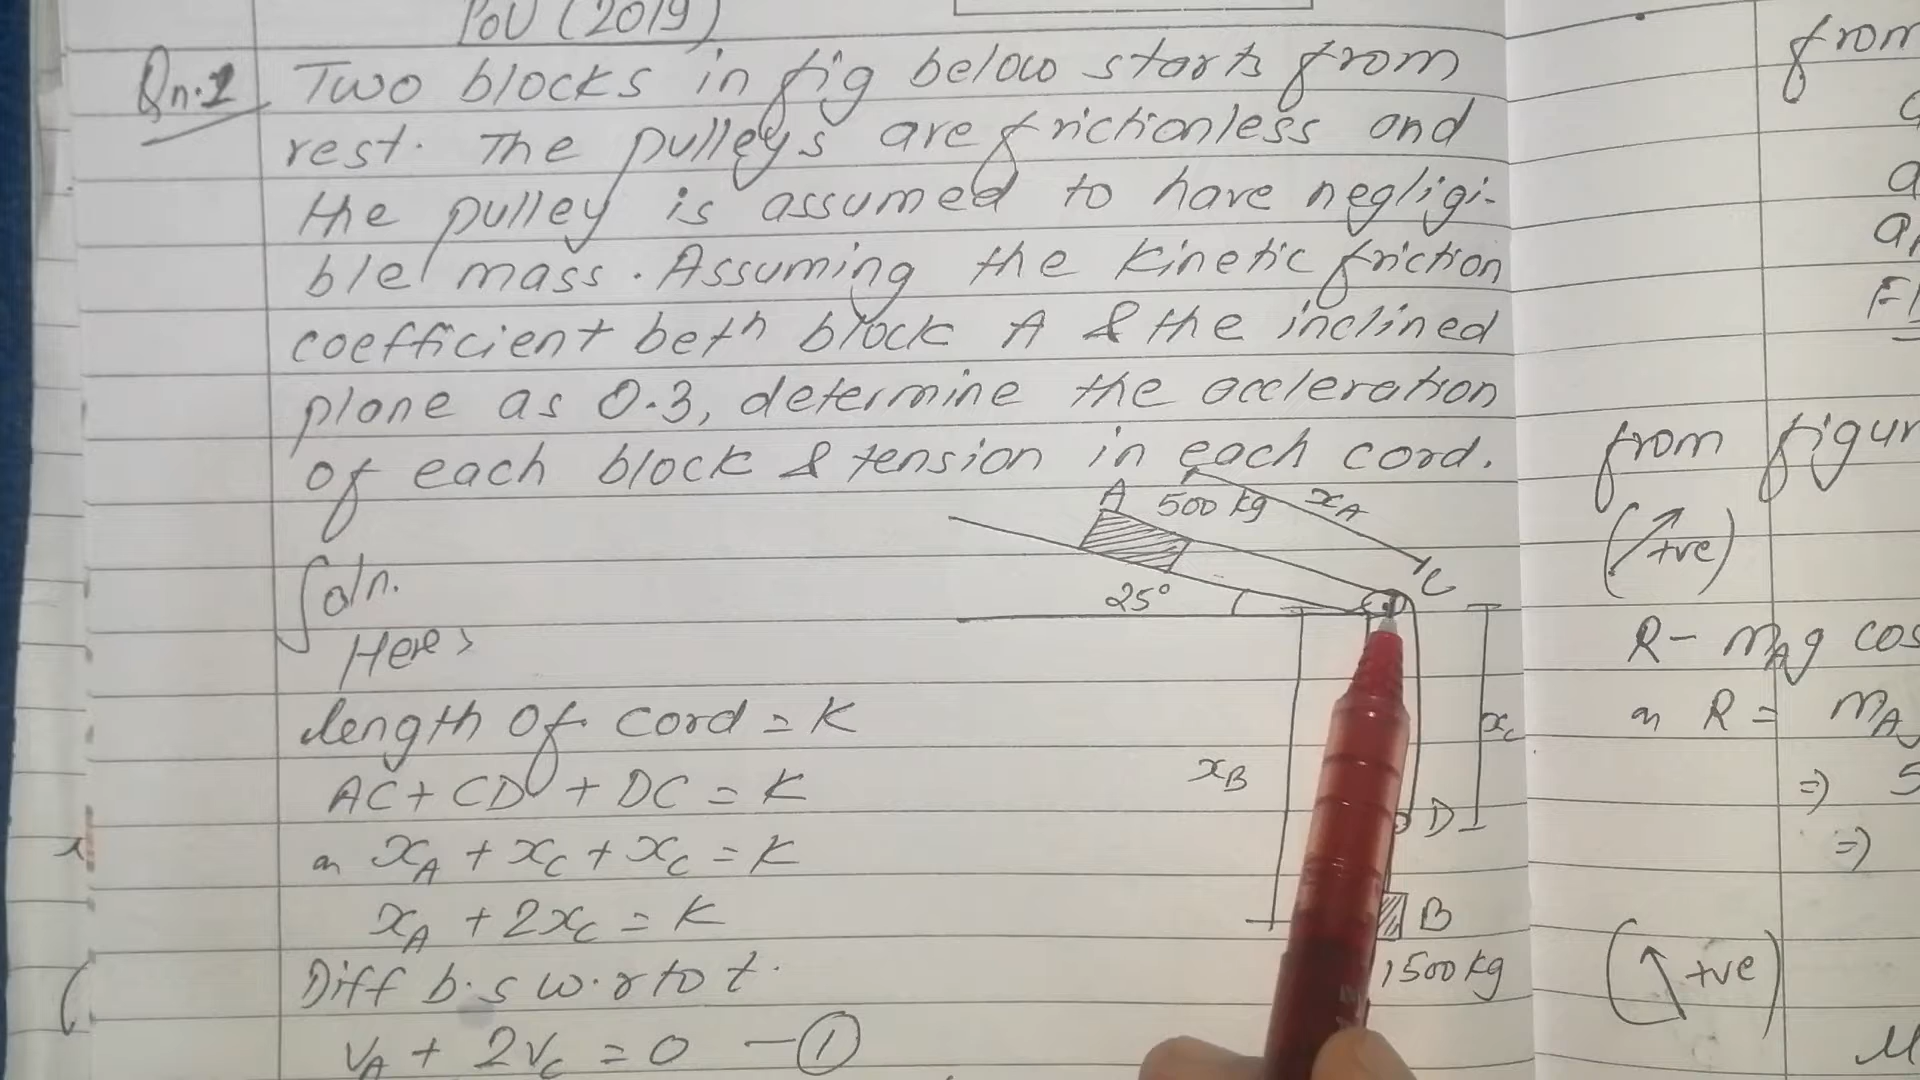 POU (2019)
Qn.1 Two blocks in fig below starts from
rest. The pulleys are frictionless and
the pulley is assumed to have negligi-
ble mass. Assuming the kinetic friction
coefficient betn block A & the inclined
plane as 0.3, determine the accleration
of each block & tension in each cord.
A 500 kg xA
C
25°
Soln.
Here,
length of cord = K
AC + CD + DC = K
xA + xC + xC = K
xA + 2xC = K
Diff b.s w.r to t.
VA + 2VC = 0 —①
xB
xC
D
B
1500 kg
from
from figur
(↗+ve)
R - mAg cos
R = mA
=> 5
=>
(↖ +ve)